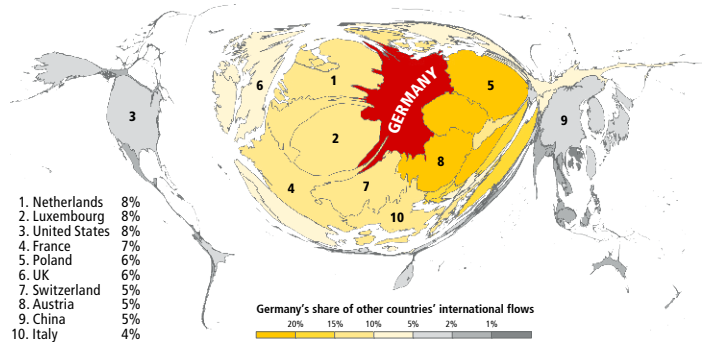 GERMANY
1
2
3
4
5
6
7
8
9
10
1. Netherlands 8%
2. Luxembourg 8%
3. United States 8%
4. France 7%
5. Poland 6%
6. UK 6%
7. Switzerland 5%
8. Austria 5%
9. China 5%
10. Italy 4%
Germany's share of other countries' international flows
20% 15% 10% 5% 2% 1%